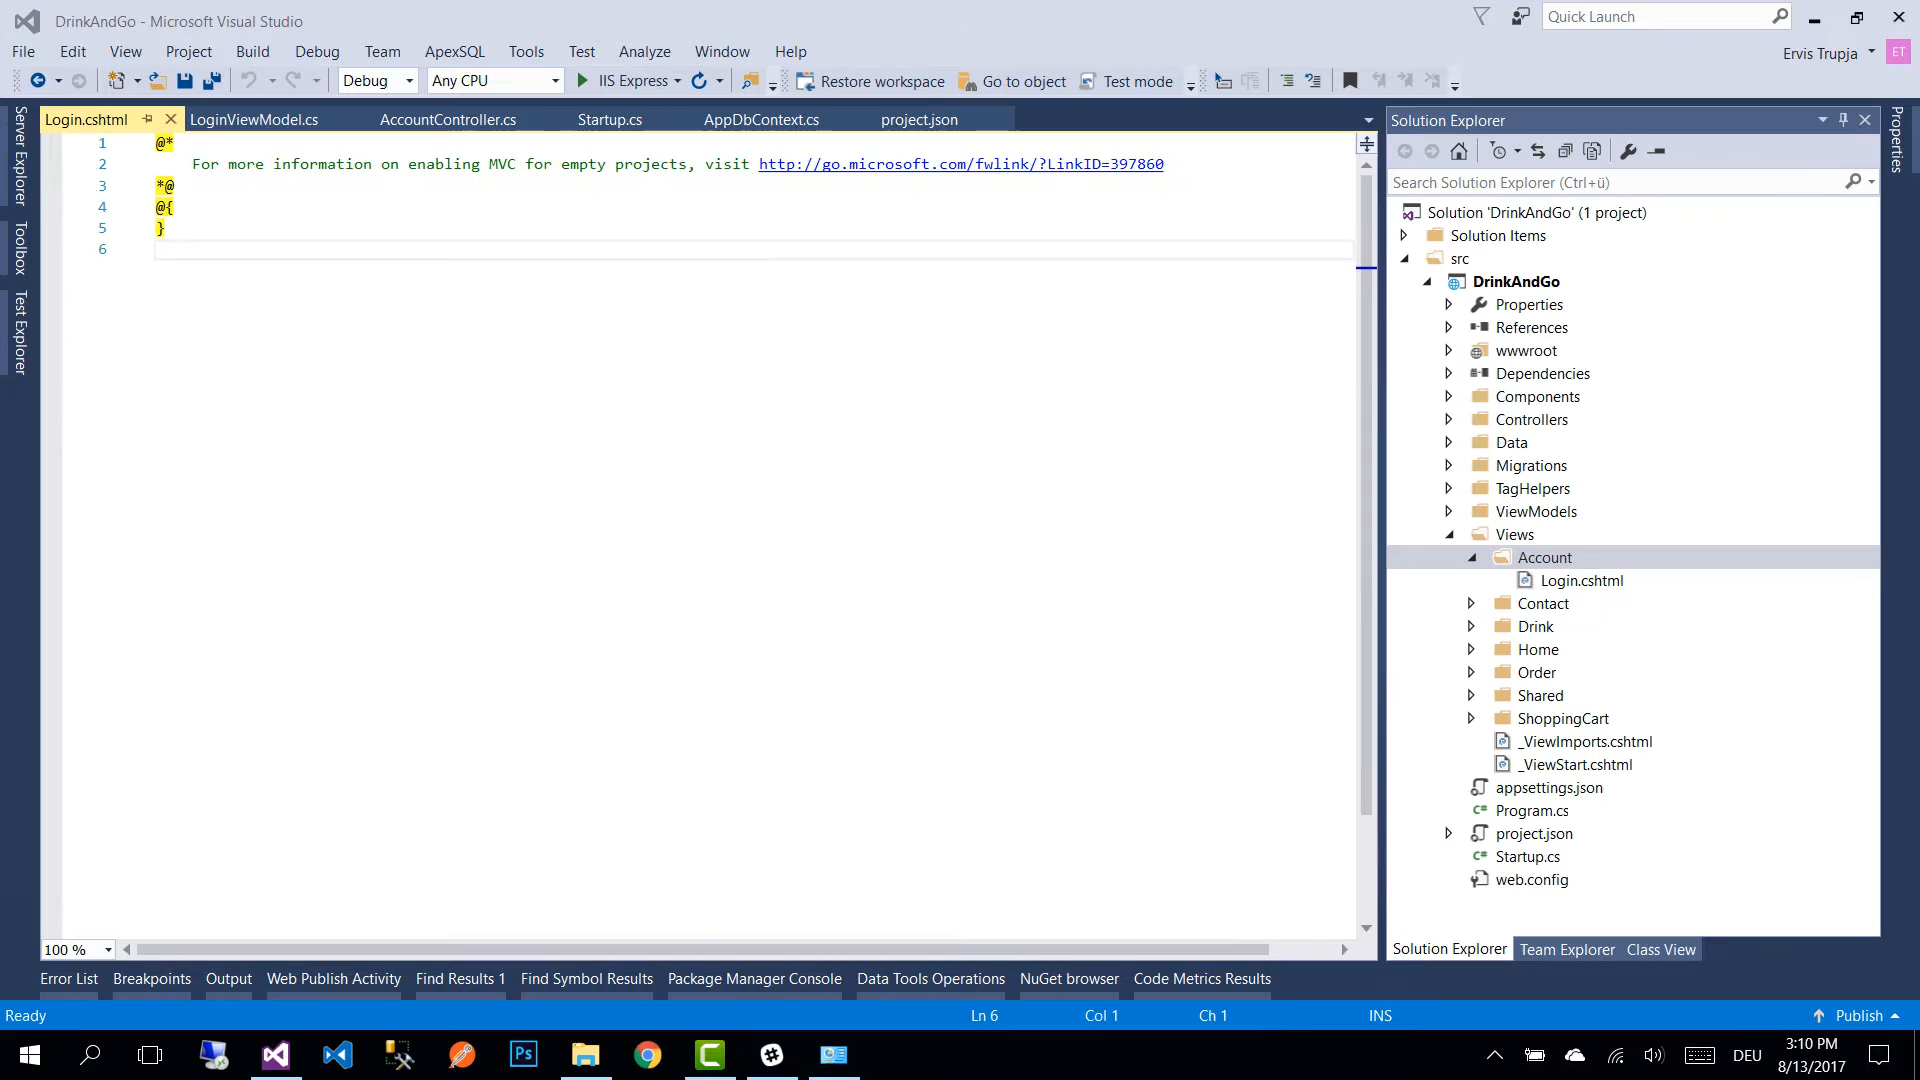 DrinkAndGo - Microsoft Visual Studio
Quick Launch
File Edit View Project Build Debug Team ApexSQL Tools Test Analyze Window Help
Ervis Trupja ET
Debug Any CPU IIS Express Restore workspace Go to object Test mode
Login.cshtml LoginViewModel.cs AccountController.cs Startup.cs AppDbContext.cs project.json
Server Explorer
Toolbox
Test Explorer
1 @*
2 For more information on enabling MVC for empty projects, visit http://go.microsoft.com/fwlink/?LinkID=397860
3 *@
4 @{
5 }
6
100 %
Solution Explorer
Properties
Search Solution Explorer (Ctrl+ü)
Solution 'DrinkAndGo' (1 project)
Solution Items
src
DrinkAndGo
Properties
References
wwwroot
Dependencies
Components
Controllers
Data
Migrations
TagHelpers
ViewModels
Views
Account
Login.cshtml
Contact
Drink
Home
Order
Shared
ShoppingCart
_ViewImports.cshtml
_ViewStart.cshtml
appsettings.json
C# Program.cs
project.json
C# Startup.cs
web.config
Solution Explorer Team Explorer Class View
Error List Breakpoints Output Web Publish Activity Find Results 1 Find Symbol Results Package Manager Console Data Tools Operations NuGet browser Code Metrics Results
Ready Ln 6 Col 1 Ch 1 INS Publish
Ps
DEU
3:10 PM
8/13/2017